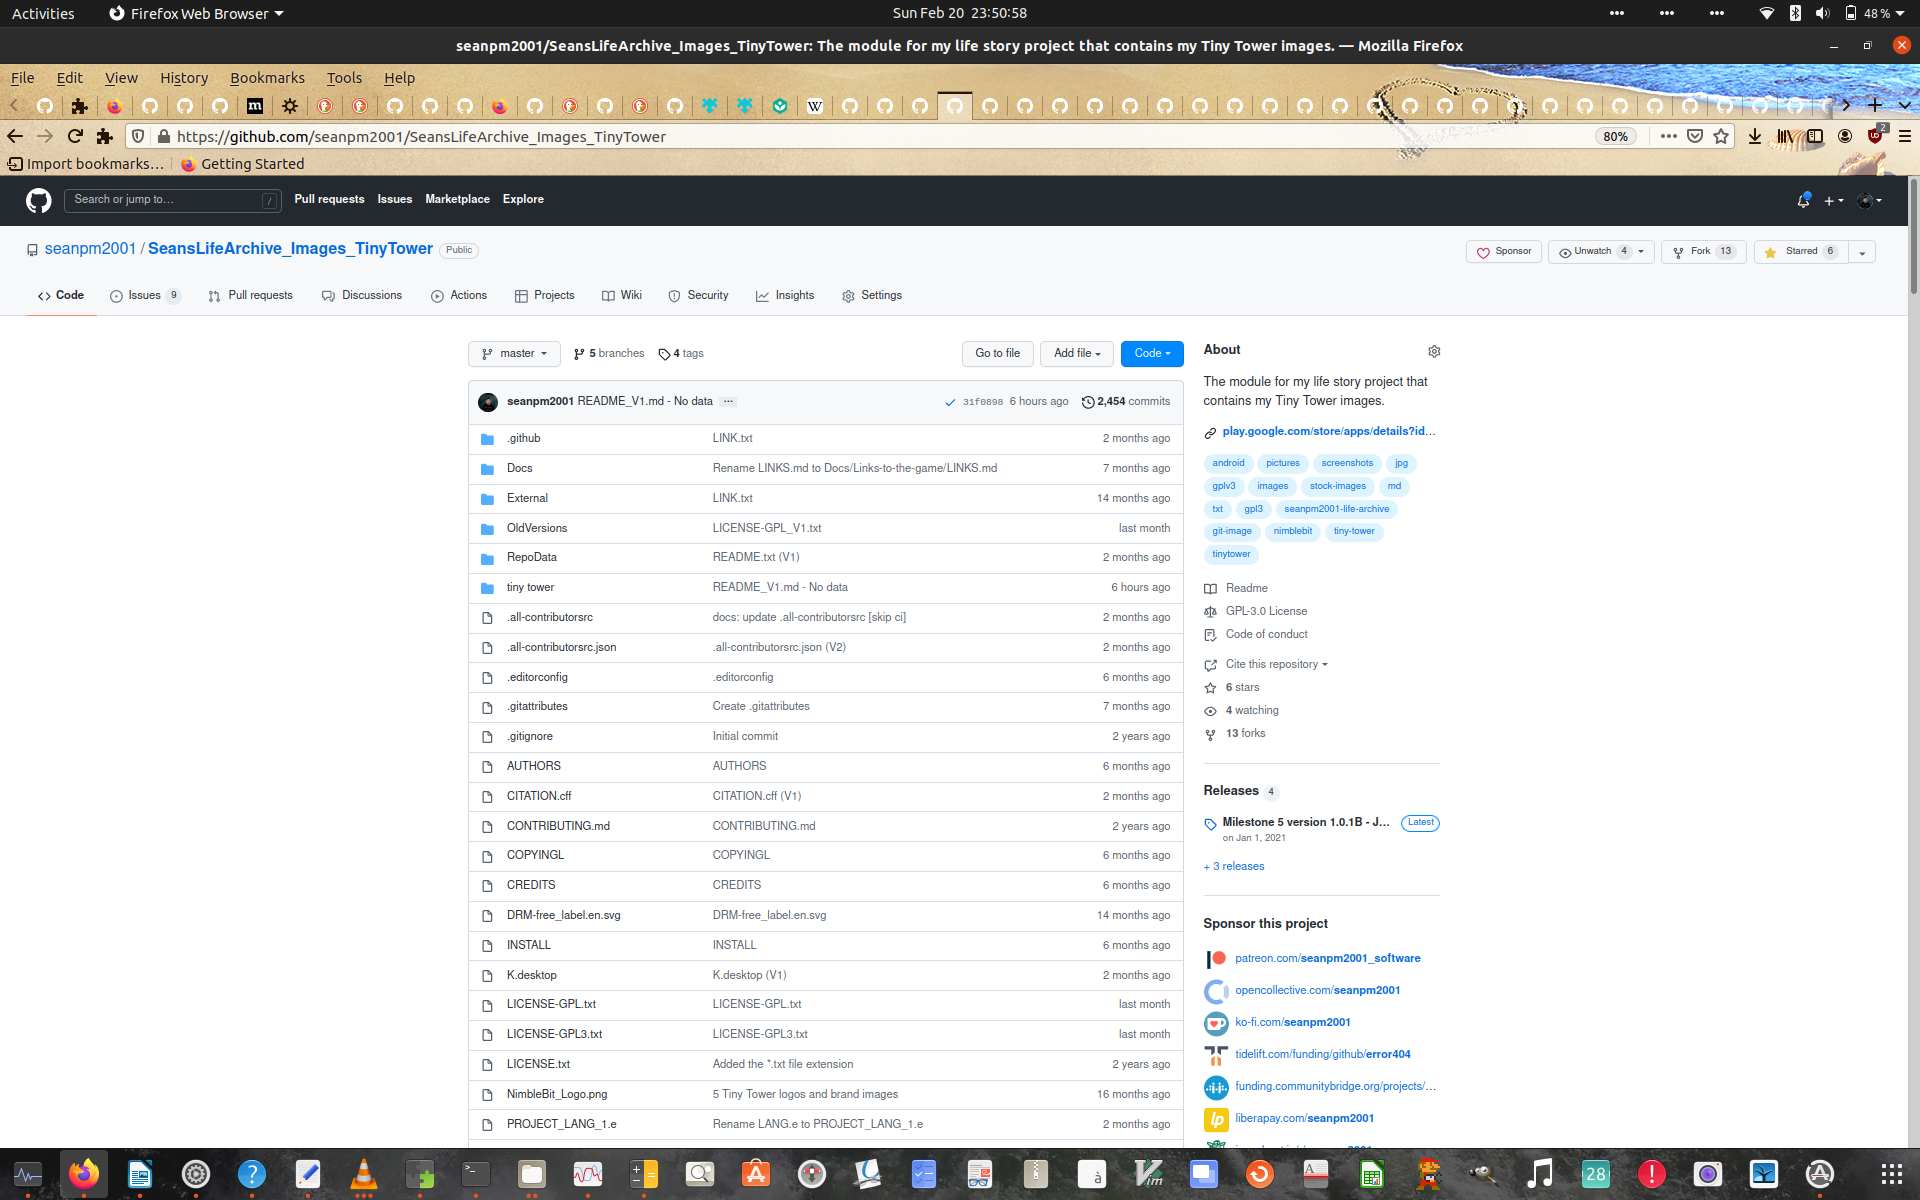 Activities Firefox Web Browser Sun Feb 20 23:50:58 48 %
seanpm2001/SeansLifeArchive_Images_TinyTower: The module for my life story project that contains my Tiny Tower images. — Mozilla Firefox
File Edit View History Bookmarks Tools Help
https://github.com/seanpm2001/SeansLifeArchive_Images_TinyTower 80% 2
Import bookmarks... Getting Started
Search or jump to... / Pull requests Issues Marketplace Explore
seanpm2001 / SeansLifeArchive_Images_TinyTower Public Sponsor Unwatch 4 Fork 13 Starred 6
Code Issues 9 Pull requests Discussions Actions Projects Wiki Security Insights Settings
master 5 branches 4 tags Go to file Add file Code
seanpm2001 README_V1.md - No data ... 31f0898 6 hours ago 2,454 commits
.github LINK.txt 2 months ago
Docs Rename LINKS.md to Docs/Links-to-the-game/LINKS.md 7 months ago
External LINK.txt 14 months ago
OldVersions LICENSE-GPL_V1.txt last month
RepoData README.txt (V1) 2 months ago
tiny tower README_V1.md - No data 6 hours ago
.all-contributorsrc docs: update .all-contributorsrc [skip ci] 2 months ago
.all-contributorsrc.json .all-contributorsrc.json (V2) 2 months ago
.editorconfig .editorconfig 6 months ago
.gitattributes Create .gitattributes 7 months ago
.gitignore Initial commit 2 years ago
AUTHORS AUTHORS 6 months ago
CITATION.cff CITATION.cff (V1) 2 months ago
CONTRIBUTING.md CONTRIBUTING.md 2 years ago
COPYINGL COPYINGL 6 months ago
CREDITS CREDITS 6 months ago
DRM-free_label.en.svg DRM-free_label.en.svg 14 months ago
INSTALL INSTALL 6 months ago
K.desktop K.desktop (V1) 2 months ago
LICENSE-GPL.txt LICENSE-GPL.txt last month
LICENSE-GPL3.txt LICENSE-GPL3.txt last month
LICENSE.txt Added the *.txt file extension 2 years ago
NimbleBit_Logo.png 5 Tiny Tower logos and brand images 16 months ago
PROJECT_LANG_1.e Rename LANG.e to PROJECT_LANG_1.e 2 months ago
About
The module for my life story project that
contains my Tiny Tower images.
play.google.com/store/apps/details?id...
android pictures screenshots jpg
gplv3 images stock-images md
txt gpl3 seanpm2001-life-archive
git-image nimblebit tiny-tower
tinytower
Readme
GPL-3.0 License
Code of conduct
Cite this repository
6 stars
4 watching
13 forks
Releases 4
Milestone 5 version 1.0.1B - J... Latest
on Jan 1, 2021
+ 3 releases
Sponsor this project
patreon.com/seanpm2001_software
opencollective.com/seanpm2001
ko-fi.com/seanpm2001
tidelift.com/funding/github/error404
funding.communitybridge.org/projects/...
lp liberapay.com/seanpm2001
28